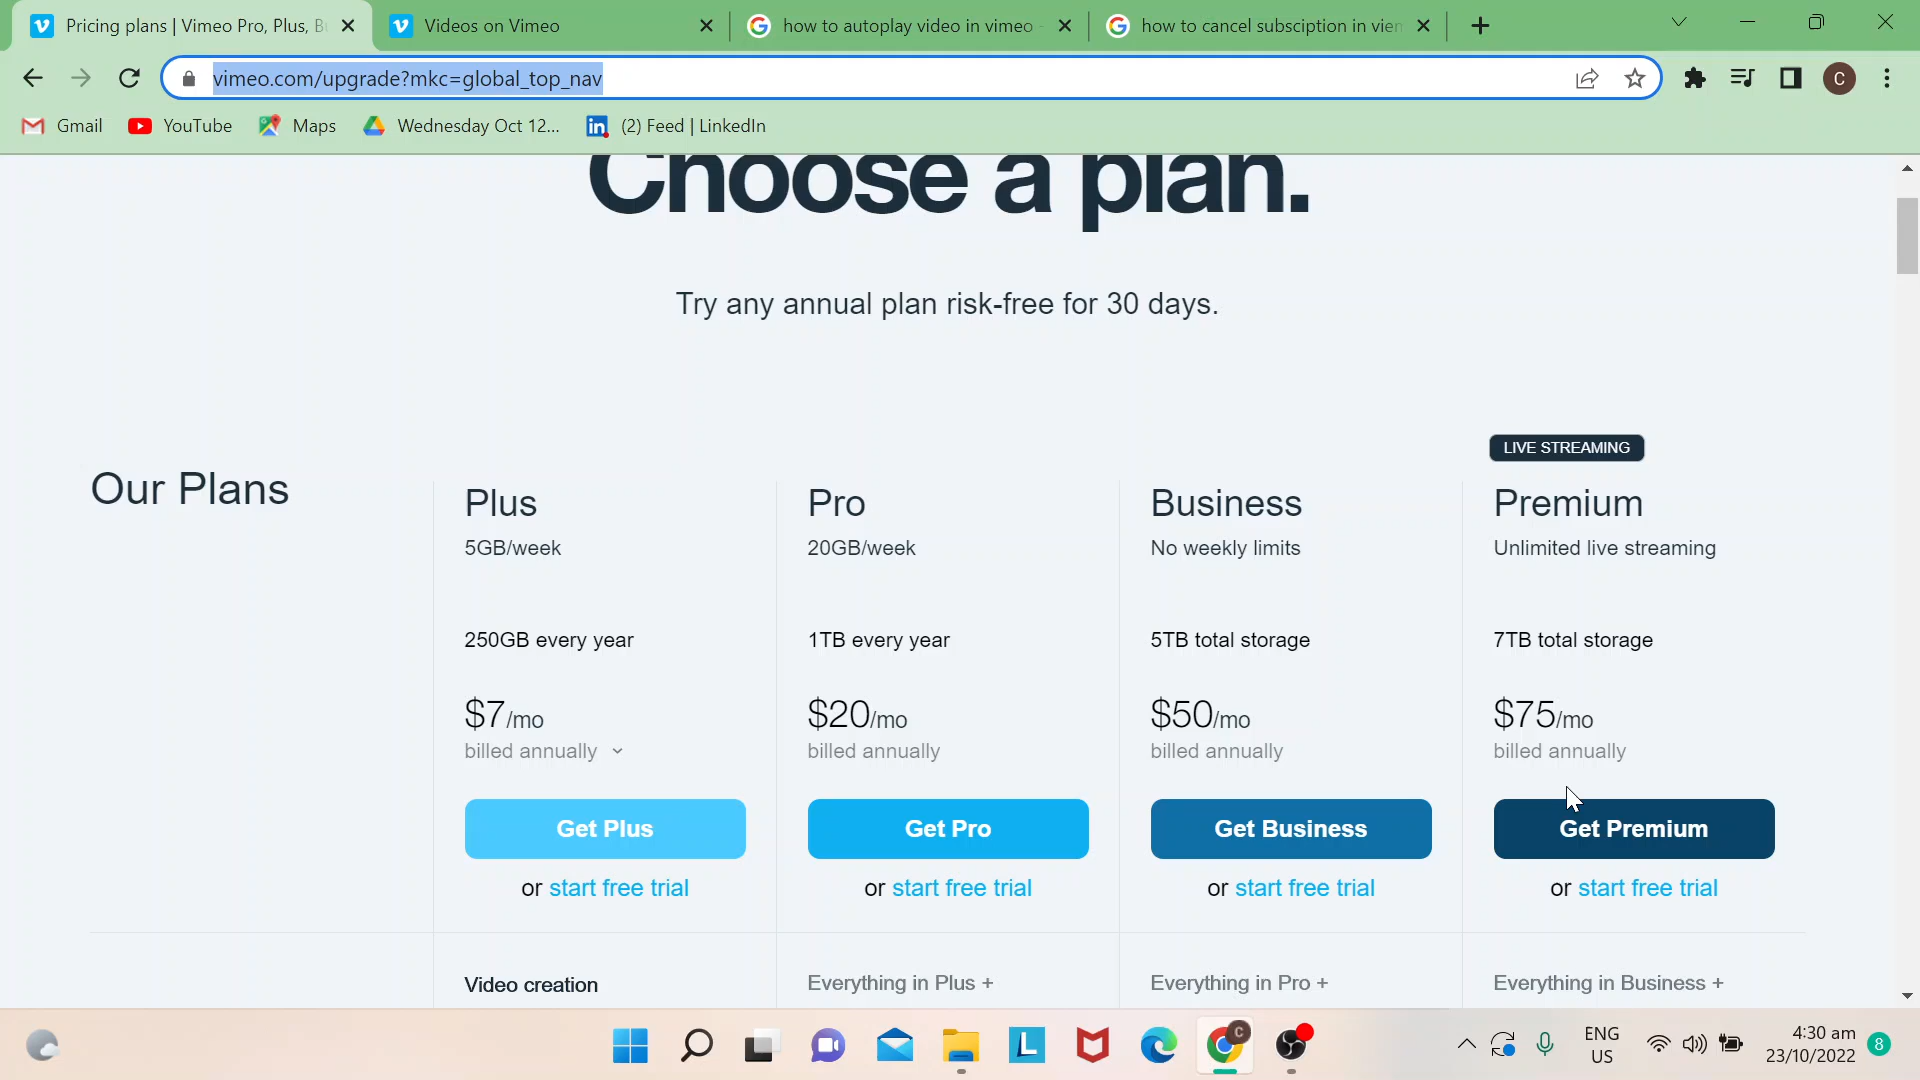 Pricing plans | Vimeo Pro, Plus, B
Videos on Vimeo
how to autoplay video in vimeo -
how to cancel subsciption in vien
vimeo.com/upgrade?mkc=global_top_nav
C
Gmail
YouTube
Maps
Wednesday Oct 12...
(2) Feed | LinkedIn
Choose a plan.
Try any annual plan risk-free for 30 days.
LIVE STREAMING
Our Plans
Plus
Pro
Business
Premium
5GB/week
20GB/week
No weekly limits
Unlimited live streaming
250GB every year
1TB every year
5TB total storage
7TB total storage
$7/mo
$20/mo
$50/mo
$75/mo
billed annually
billed annually
billed annually
billed annually
Get Plus
Get Pro
Get Business
Get Premium
or start free trial
or start free trial
or start free trial
or start free trial
Video creation
Everything in Plus +
Everything in Pro +
Everything in Business +
L
C
ENG
US
4:30 am
23/10/2022
8